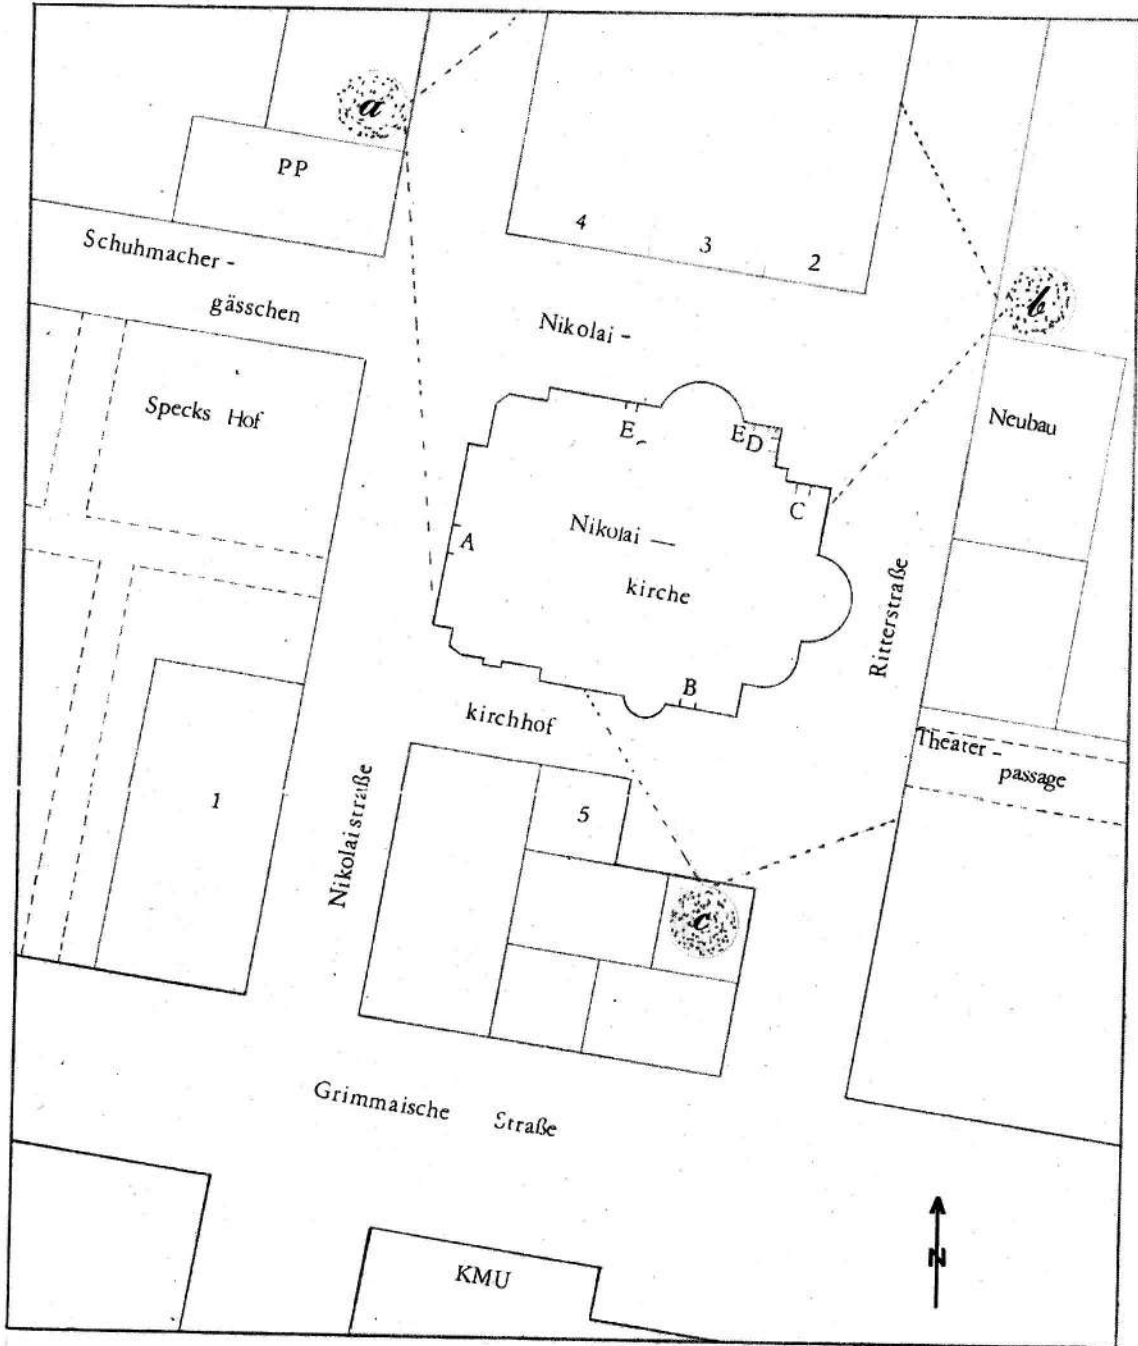 a
PP
4
3
2
Schuhmacher -
gässchen
b
Nikolai -
Specks Hof
Neubau
E
E
D
C
A
Nikolai —
kirche
Ritterstraße
B
kirchhof
Theater -
passage
Nikolaistraße
1
5
c
Grimmaische Straße
N
KMU